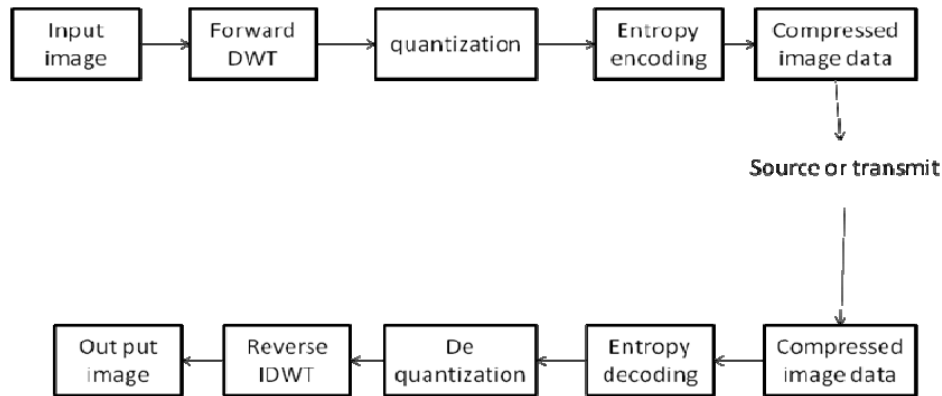 Input
image
Forward
DWT
quantization
Entropy
encoding
Compressed
image data
Source or transmit
Out put
image
Reverse
IDWT
De
quantization
Entropy
decoding
Compressed
image data